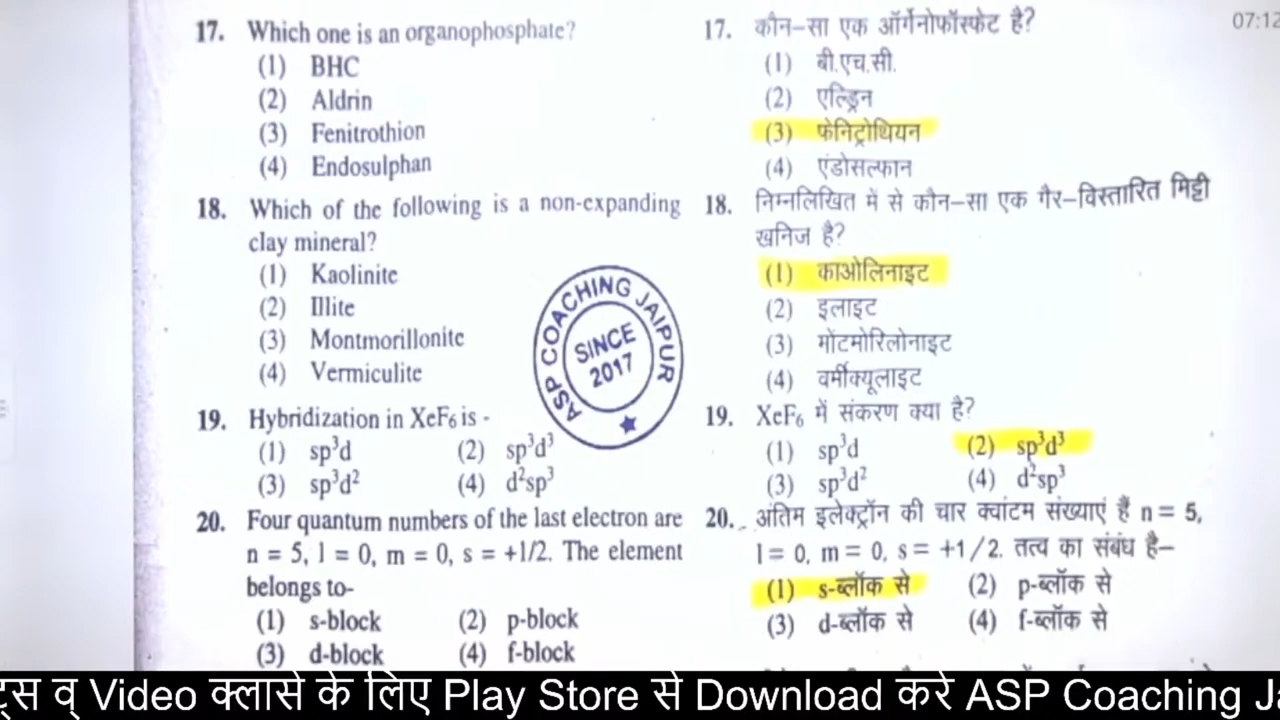 17. Which one is an organophosphate?
(1) BHC
(2) Aldrin
(3) Fenitrothion
(4) Endosulphan
18. Which of the following is a non-expanding
clay mineral?
(1) Kaolinite
(2) Illite
(3) Montmorillonite
(4) Vermiculite
19. Hybridization in XeF₆ is -
(1) sp³d (2) sp³d³
(3) sp³d² (4) d²sp³
20. Four quantum numbers of the last electron are
n = 5, l = 0, m = 0, s = +1/2. The element
belongs to-
(1) s-block (2) p-block
(3) d-block (4) f-block
ASP COACHING JAIPUR
SINCE
2017
07:12
17. कौन-सा एक ऑर्गेनोफॉस्फेट है?
(1) बी.एच.सी.
(2) एल्ड्रिन
(3) फेनिट्रोथियन
(4) एंडोसल्फान
18. निम्नलिखित में से कौन-सा एक गैर-विस्तारित मिट्टी
खनिज है?
(1) काओलिनाइट
(2) इलाइट
(3) मोंटमोरिलोनाइट
(4) वर्मीक्यूलाइट
19. XeF₆ में संकरण क्या है?
(1) sp³d (2) sp³d³
(3) sp³d² (4) d²sp³
20. अंतिम इलेक्ट्रॉन की चार क्वांटम संख्याएं हैं n = 5,
l = 0, m = 0, s = +1/2. तत्व का संबंध है–
(1) s-ब्लॉक से (2) p-ब्लॉक से
(3) d-ब्लॉक से (4) f-ब्लॉक से
व् Video क्लासे के लिए Play Store से Download करे ASP Coaching